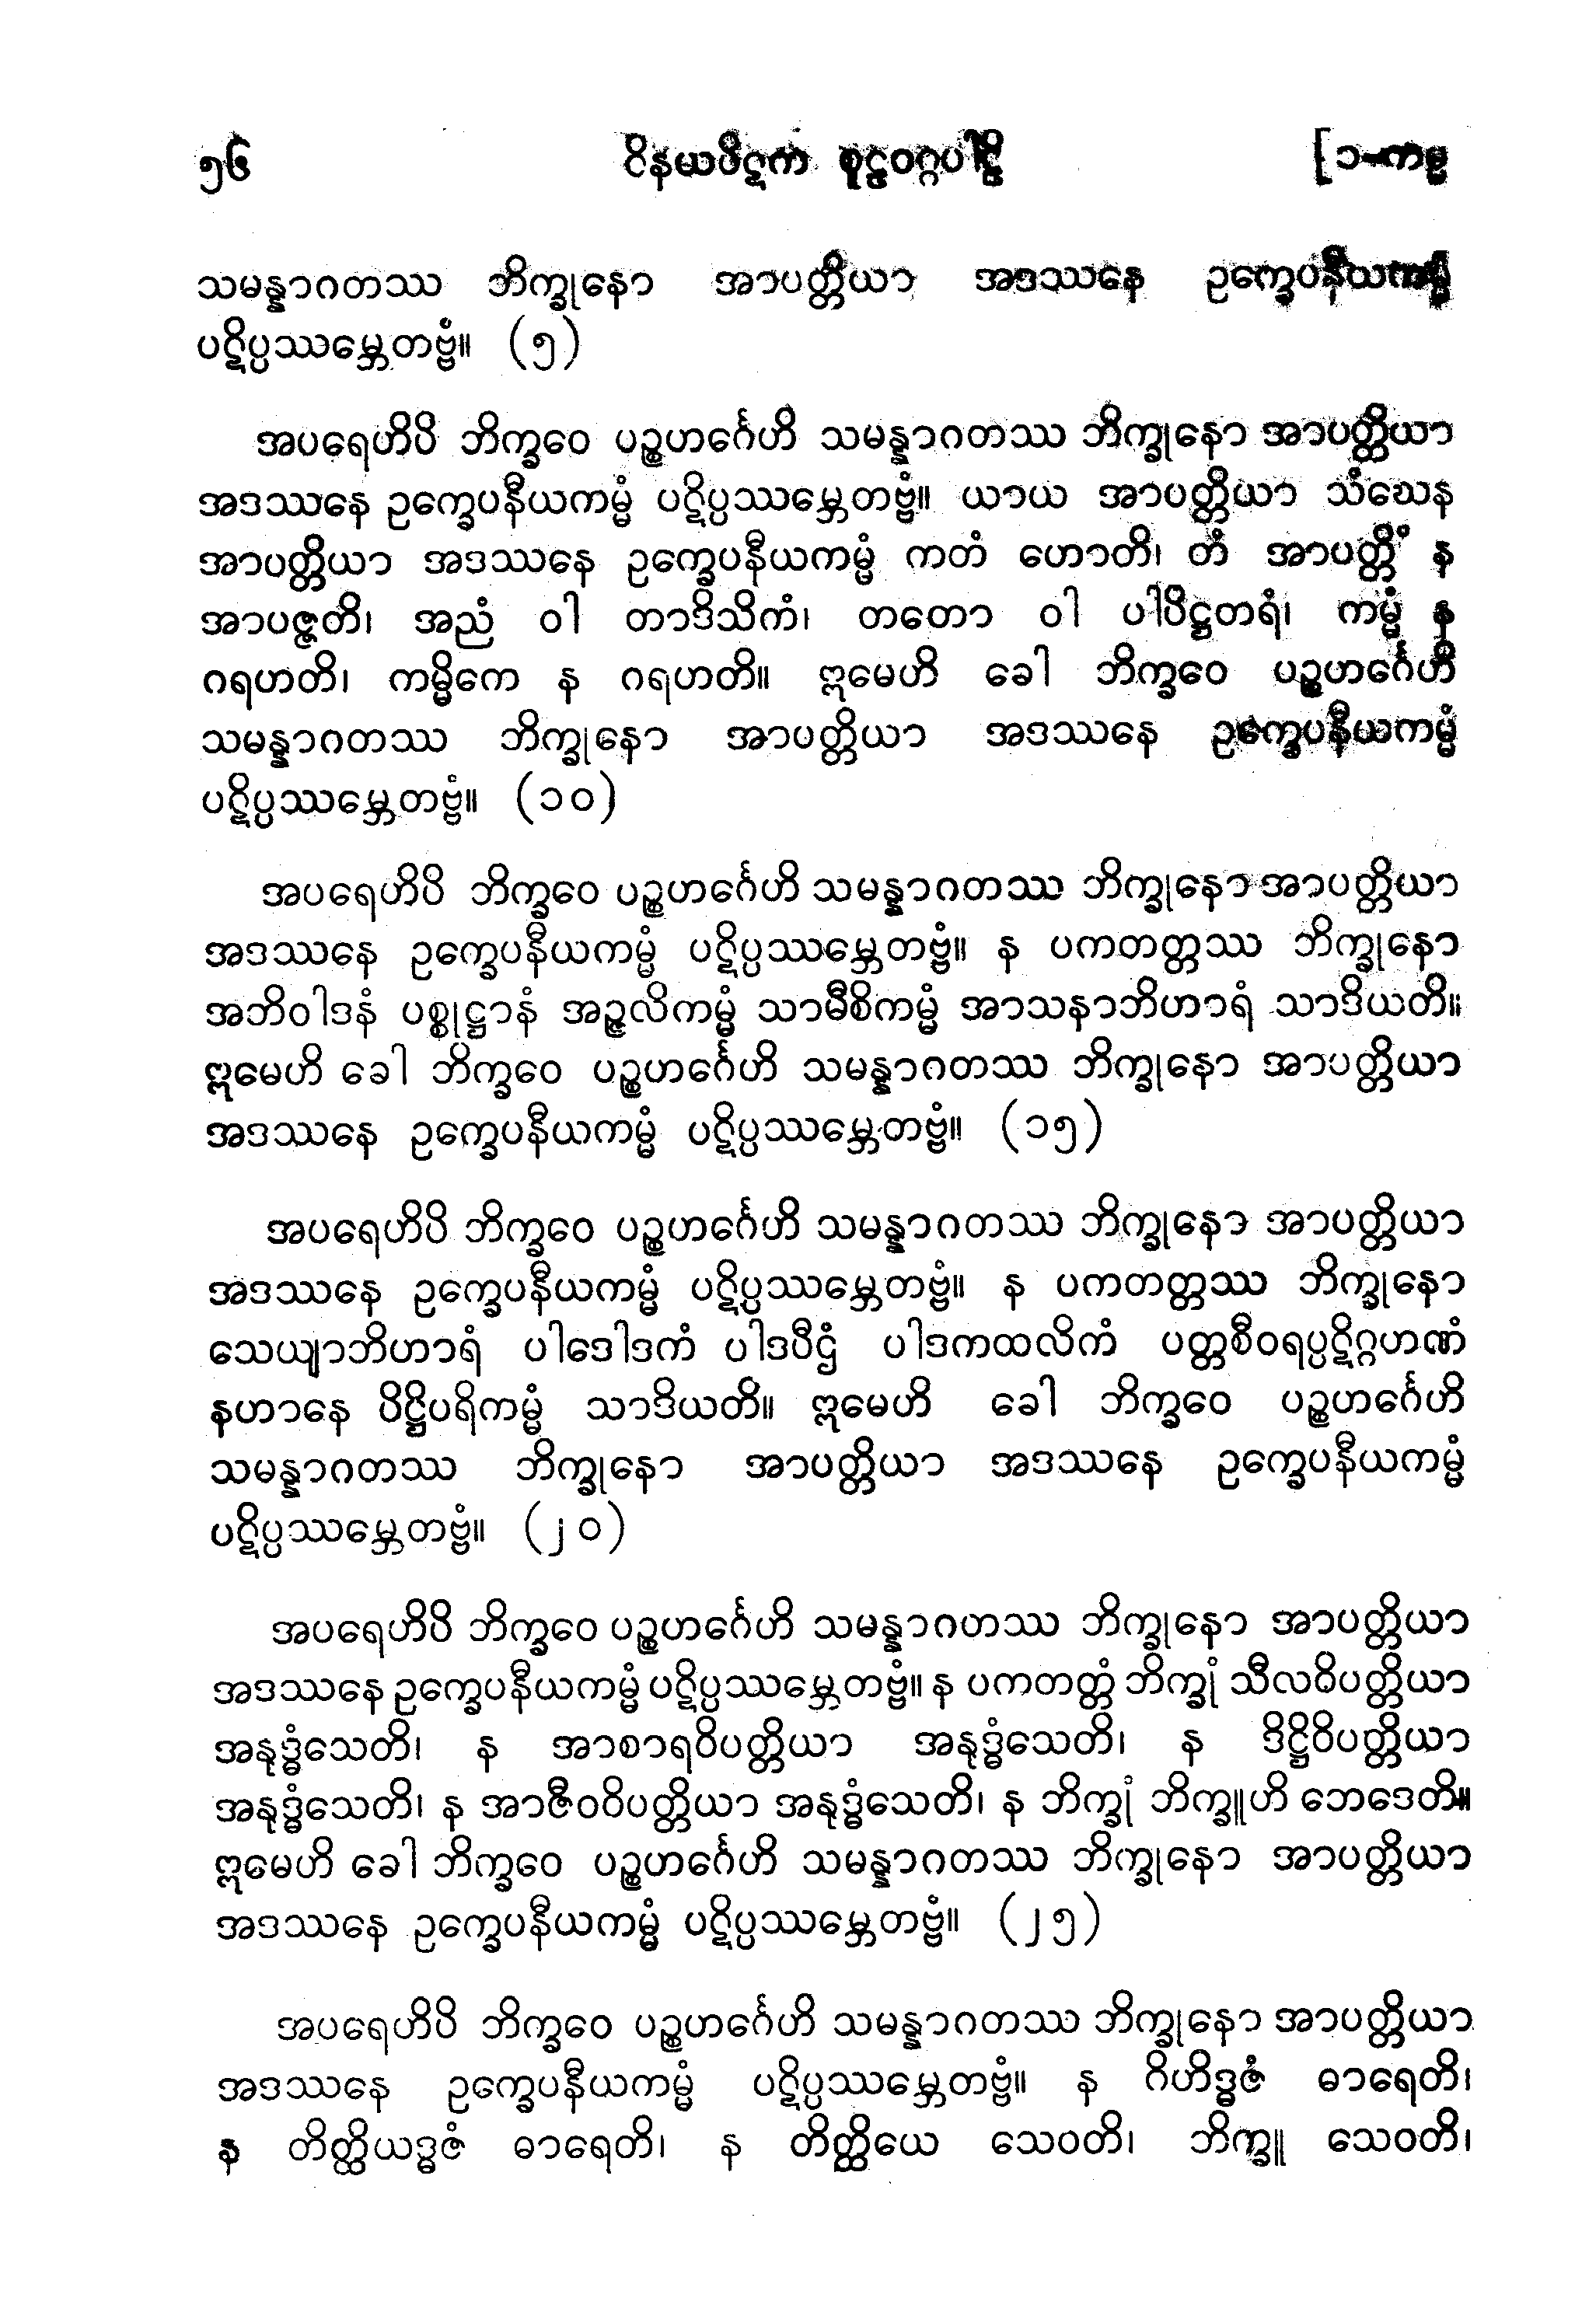 ၅၆ ဝိနယပိဋက စူဠဝဂ္ဂပါဠိ [၁-ကမ္မ
သမန္နာဂတဿ ဘိက္ခုနော အာပတ္တိယာ အဒဿနေ ဥက္ခေပနီယကမ္မံ
ပဋိပ္ပဿမ္ဘေတဗ္ဗံ။ (၅)
အပရေဟိပိ ဘိက္ခဝေ ပဉ္စဟင်္ဂေဟိ သမန္နာဂတဿ ဘိက္ခုနော အာပတ္တိယာ
အဒဿနေ ဥက္ခေပနီယကမ္မံ ပဋိပ္ပဿမ္ဘေတဗ္ဗံ။ ယာယ အာပတ္တိယာ သံဃေန
အာပတ္တိယာ အဒဿနေ ဥက္ခေပနီယကမ္မံ ကတံ ဟောတိ၊ တံ အာပတ္တိံ န
အာပဇ္ဇတိ၊ အညံ ဝါ တာဒိသိကံ၊ တတော ဝါ ပါပိဋ္ဌတရံ၊ ကမ္မံ န
ဂရဟတိ၊ ကမ္မိကေ န ဂရဟတိ။ ဣမေဟိ ခေါ ဘိက္ခဝေ ပဉ္စဟင်္ဂေဟိ
သမန္နာဂတဿ ဘိက္ခုနော အာပတ္တိယာ အဒဿနေ ဥက္ခေပနီယကမ္မံ
ပဋိပ္ပဿမ္ဘေတဗ္ဗံ။ (၁၀)
အပရေဟိပိ ဘိက္ခဝေ ပဉ္စဟင်္ဂေဟိ သမန္နာဂတဿ ဘိက္ခုနော အာပတ္တိယာ
အဒဿနေ ဥက္ခေပနီယကမ္မံ ပဋိပ္ပဿမ္ဘေတဗ္ဗံ။ န ပကတတ္တဿ ဘိက္ခုနော
အဘိဝါဒနံ ပစ္စုဋ္ဌာနံ အဉ္ဇလိကမ္မံ သာမီစိကမ္မံ အာသနာဘိဟာရံ သာဒိယတိ။
ဣမေဟိ ခေါ ဘိက္ခဝေ ပဉ္စဟင်္ဂေဟိ သမန္နာဂတဿ ဘိက္ခုနော အာပတ္တိယာ
အဒဿနေ ဥက္ခေပနီယကမ္မံ ပဋိပ္ပဿမ္ဘေတဗ္ဗံ။ (၁၅)
အပရေဟိပိ ဘိက္ခဝေ ပဉ္စဟင်္ဂေဟိ သမန္နာဂတဿ ဘိက္ခုနော အာပတ္တိယာ
အဒဿနေ ဥက္ခေပနီယကမ္မံ ပဋိပ္ပဿမ္ဘေတဗ္ဗံ။ န ပကတတ္တဿ ဘိက္ခုနော
သေယျာဘိဟာရံ ပါဒေါဒကံ ပါဒပီဌံ ပါဒကထလိကံ ပတ္တစီဝရပ္ပဋိဂ္ဂဟဏံ
နဟာနေ ပိဋ္ဌိပရိကမ္မံ သာဒိယတိ။ ဣမေဟိ ခေါ ဘိက္ခဝေ ပဉ္စဟင်္ဂေဟိ
သမန္နာဂတဿ ဘိက္ခုနော အာပတ္တိယာ အဒဿနေ ဥက္ခေပနီယကမ္မံ
ပဋိပ္ပဿမ္ဘေတဗ္ဗံ။ (၂၀)
အပရေဟိပိ ဘိက္ခဝေ ပဉ္စဟင်္ဂေဟိ သမန္နာဂတဿ ဘိက္ခုနော အာပတ္တိယာ
အဒဿနေ ဥက္ခေပနီယကမ္မံ ပဋိပ္ပဿမ္ဘေတဗ္ဗံ။ န ပကတတ္တံ ဘိက္ခုံ သီလဝိပတ္တိယာ
အနုဒ္ဓံသေတိ၊ န အာစာရဝိပတ္တိယာ အနုဒ္ဓံသေတိ၊ န ဒိဋ္ဌိဝိပတ္တိယာ
အနုဒ္ဓံသေတိ၊ န အာဇီဝဝိပတ္တိယာ အနုဒ္ဓံသေတိ၊ န ဘိက္ခုံ ဘိက္ခူဟိ ဘေဒေတိ။
ဣမေဟိ ခေါ ဘိက္ခဝေ ပဉ္စဟင်္ဂေဟိ သမန္နာဂတဿ ဘိက္ခုနော အာပတ္တိယာ
အဒဿနေ ဥက္ခေပနီယကမ္မံ ပဋိပ္ပဿမ္ဘေတဗ္ဗံ။ (၂၅)
အပရေဟိပိ ဘိက္ခဝေ ပဉ္စဟင်္ဂေဟိ သမန္နာဂတဿ ဘိက္ခုနော အာပတ္တိယာ
အဒဿနေ ဥက္ခေပနီယကမ္မံ ပဋိပ္ပဿမ္ဘေတဗ္ဗံ။ န ဂိဟိဒ္ဓဇံ ဓာရေတိ၊
န တိတ္ထိယဒ္ဓဇံ ဓာရေတိ၊ န တိတ္ထိယေ သေဝတိ၊ ဘိက္ခူ သေဝတိ၊